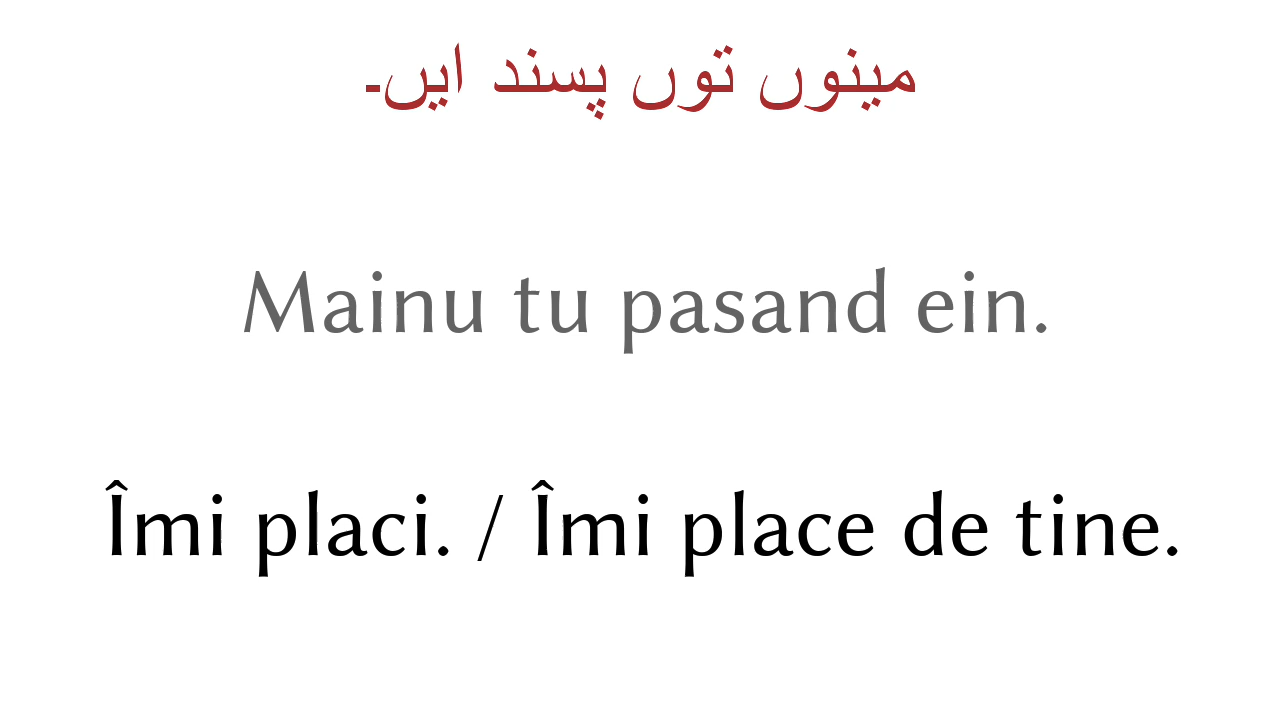 مینوں توں پسند ایں۔
Mainu tu pasand ein.
Îmi placi. / Îmi place de tine.